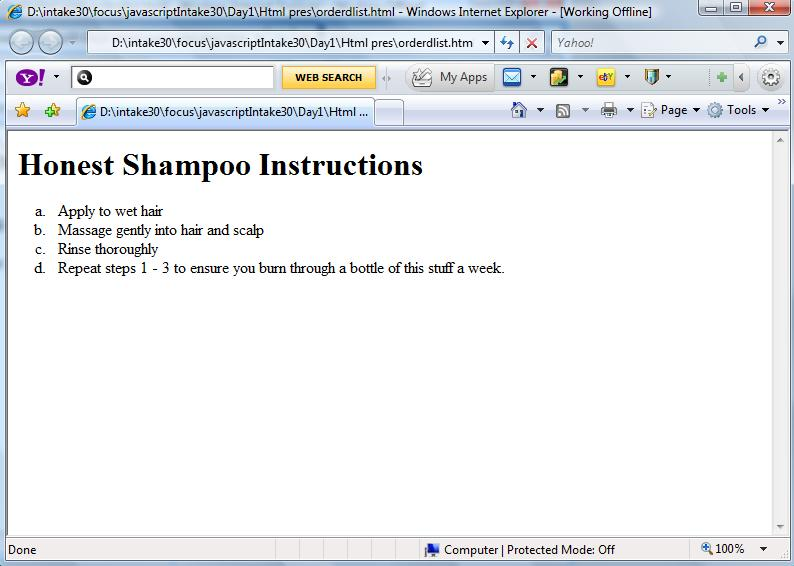 D:\intake30\focus\javascriptIntake30\Day1\Html pres\orderdlist.html - Windows Internet Explorer - [Working Offline]
D:\intake30\focus\javascriptIntake30\Day1\Html pres\orderdlist.htm Yahoo!
Y! WEB SEARCH My Apps eBY
D:\intake30\focus\javascriptIntake30\Day1\Html ... Page Tools
Honest Shampoo Instructions
a. Apply to wet hair
b. Massage gently into hair and scalp
c. Rinse thoroughly
d. Repeat steps 1 - 3 to ensure you burn through a bottle of this stuff a week.
Done Computer | Protected Mode: Off 100%